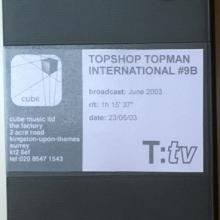 TOPSHOP TOPMAN
INTERNATIONAL #9B
broadcast: June 2003
r/t: 1h 15' 37"
date: 23/05/03
cube
cube music ltd
the factory
2 acre road
kingston-upon-thames
surrey
kt2 6ef
tel 020 8547 1543
T:tv